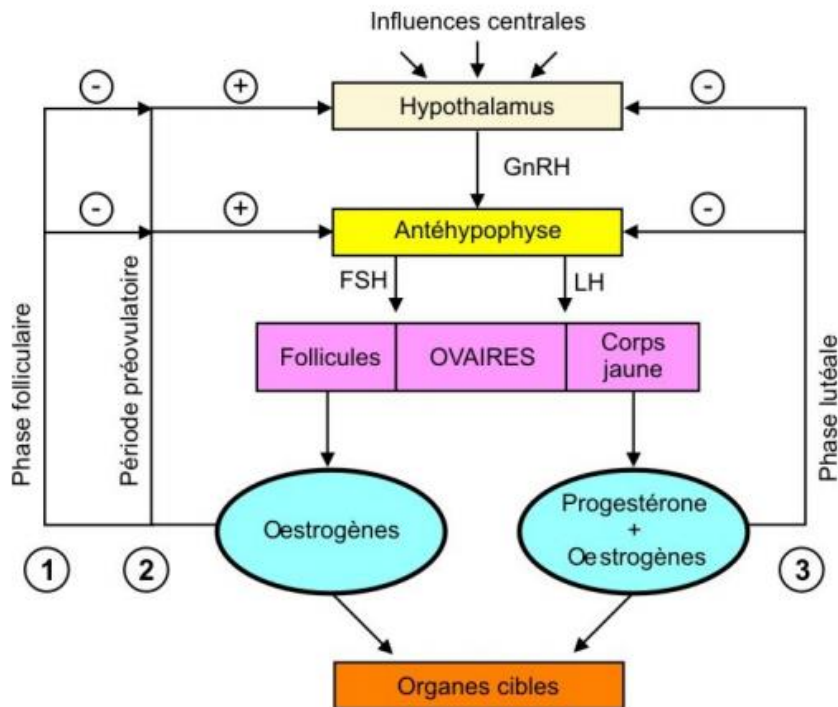 Influences centrales
-
+
-
Hypothalamus
GnRH
-
+
-
Antéhypophyse
FSH
LH
Follicules
OVAIRES
Corps
jaune
Phase folliculaire
Période préovulatoire
Phase lutéale
Oestrogènes
Progestérone
+
Oestrogènes
1
2
3
Organes cibles